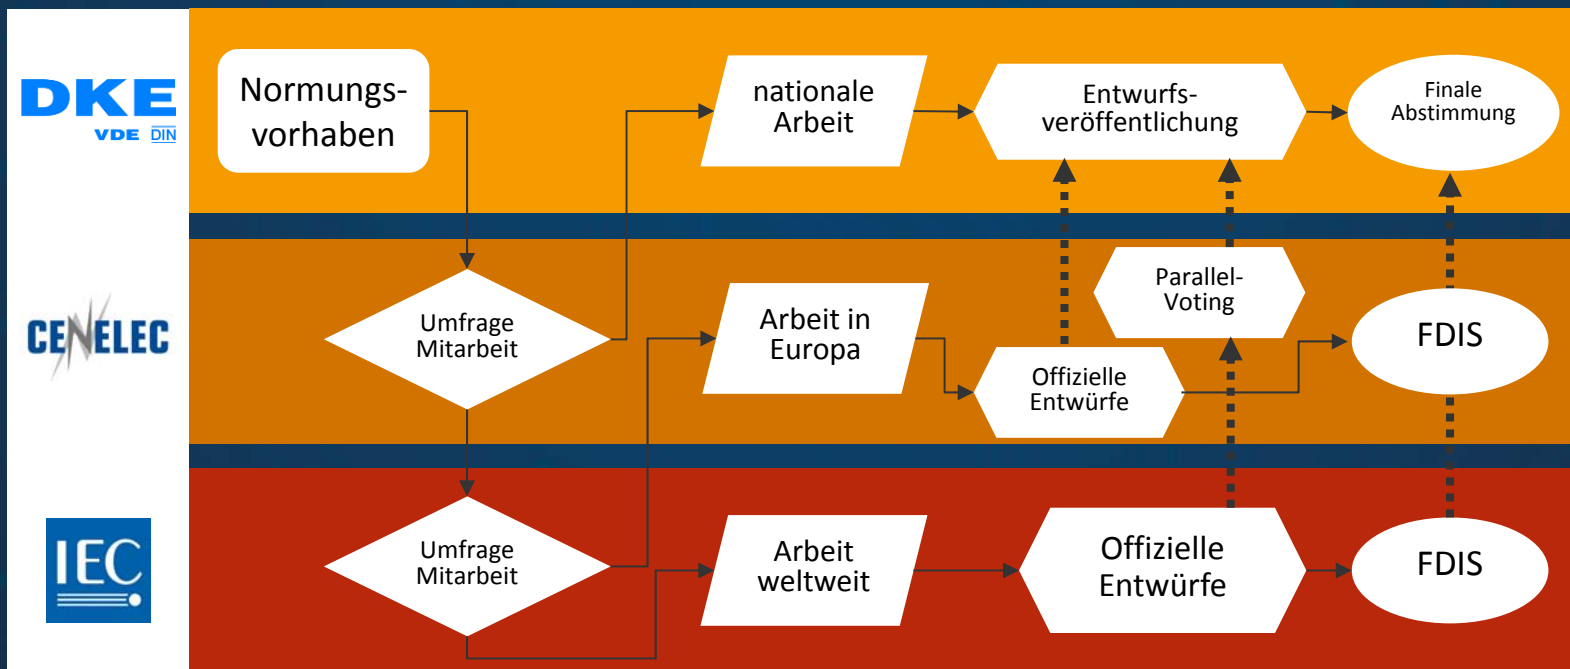 DKE
VDE DIN
Normungs-
vorhaben
nationale
Arbeit
Entwurfs-
veröffentlichung
Finale
Abstimmung
CENELEC
Umfrage
Mitarbeit
Arbeit in
Europa
Offizielle
Entwürfe
Parallel-
Voting
FDIS
IEC
Umfrage
Mitarbeit
Arbeit
weltweit
Offizielle
Entwürfe
FDIS